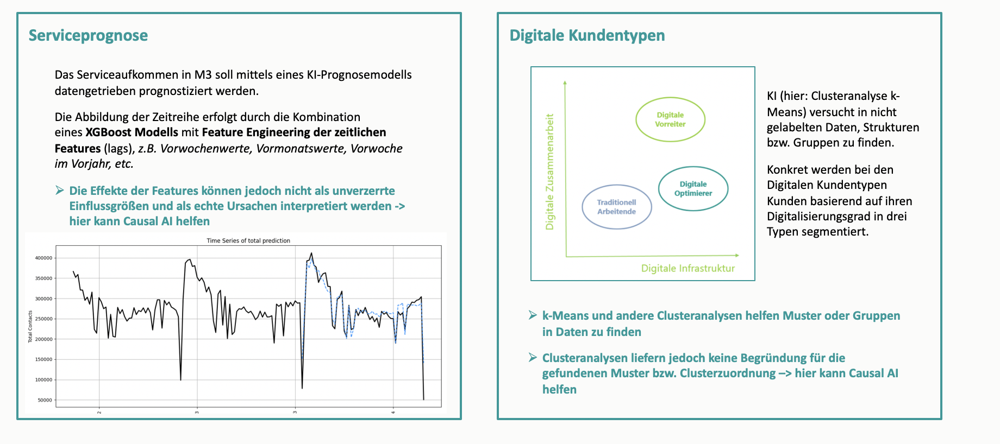 Serviceprognose
Das Serviceaufkommen in M3 soll mittels eines KI-Prognosemodells
datengetrieben prognostiziert werden.
Die Abbildung der Zeitreihe erfolgt durch die Kombination
eines XGBoost Modells mit Feature Engineering der zeitlichen
Features (lags), z.B. Vorwochenwerte, Vormonatswerte, Vorwoche
im Vorjahr, etc.
➢ Die Effekte der Features können jedoch nicht als unverzerrte
Einflussgrößen und als echte Ursachen interpretiert werden ->
hier kann Causal AI helfen
Time Series of total prediction
Total Contacts
400000
350000
300000
250000
200000
150000
100000
50000
2
3
3
4
Digitale Kundentypen
Digitale Zusammenarbeit
Digitale
Vorreiter
Digitale
Optimierer
Traditionell
Arbeitende
Digitale Infrastruktur
KI (hier: Clusteranalyse k-
Means) versucht in nicht
gelabelten Daten, Strukturen
bzw. Gruppen zu finden.
Konkret werden bei den
Digitalen Kundentypen
Kunden basierend auf ihren
Digitalisierungsgrad in drei
Typen segmentiert.
➢ k-Means und andere Clusteranalysen helfen Muster oder Gruppen
in Daten zu finden
➢ Clusteranalysen liefern jedoch keine Begründung für die
gefundenen Muster bzw. Clusterzuordnung –> hier kann Causal AI
helfen